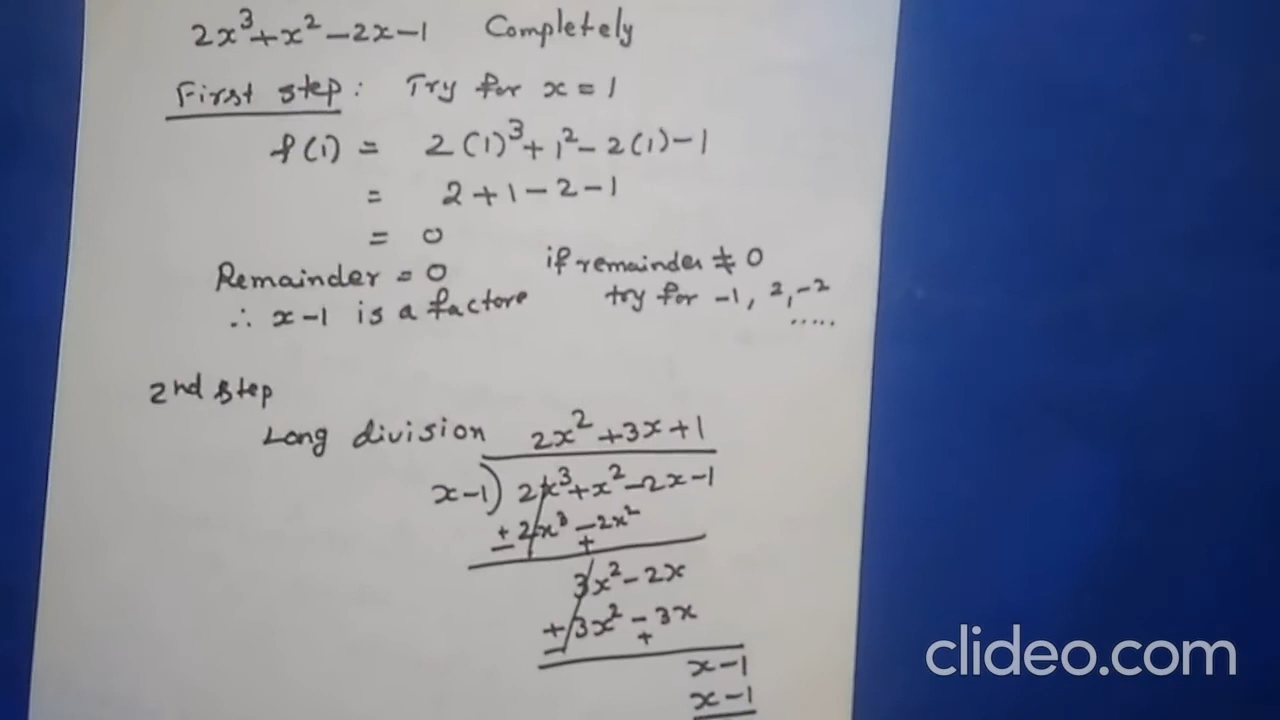 2x³+x²-2x-1 Completely
First step: Try for x = 1
f(1) = 2(1)³+1²-2(1)-1
= 2+1-2-1
= 0
Remainder = 0
∴ x-1 is a factor
if remainder ≠ 0
try for -1, 2, -2
.....
2nd step
Long division 2x²+3x+1
x-1) 2x³+x²-2x-1
± 2x³ -2x²
+
3x²-2x
± 3x² - 3x
+
x-1
x-1
clideo.com